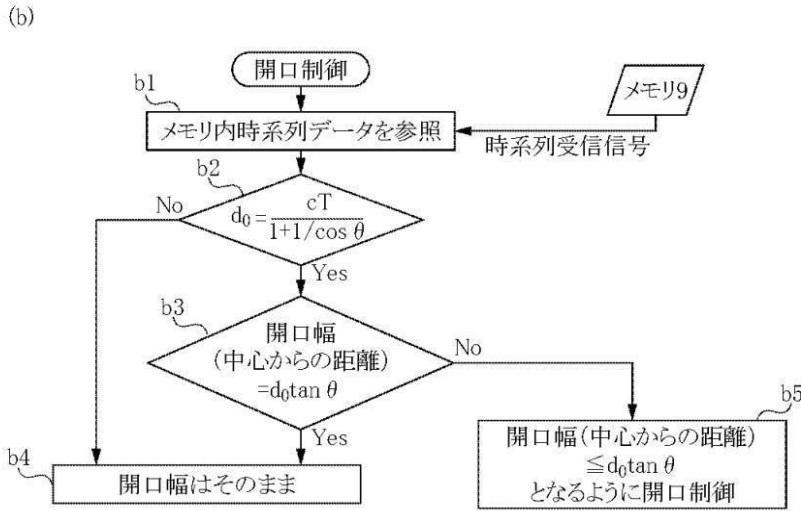 (b)
開口制御
b1
メモリ内時系列データを参照
メモリ9
時系列受信信号
b2
No
d₀=cT/(1+1/cos θ)
Yes
b3
開口幅
(中心からの距離)
=d₀tan θ
No
Yes
b4
開口幅はそのまま
b5
開口幅(中心からの距離)
≦d₀tan θ
となるように開口制御